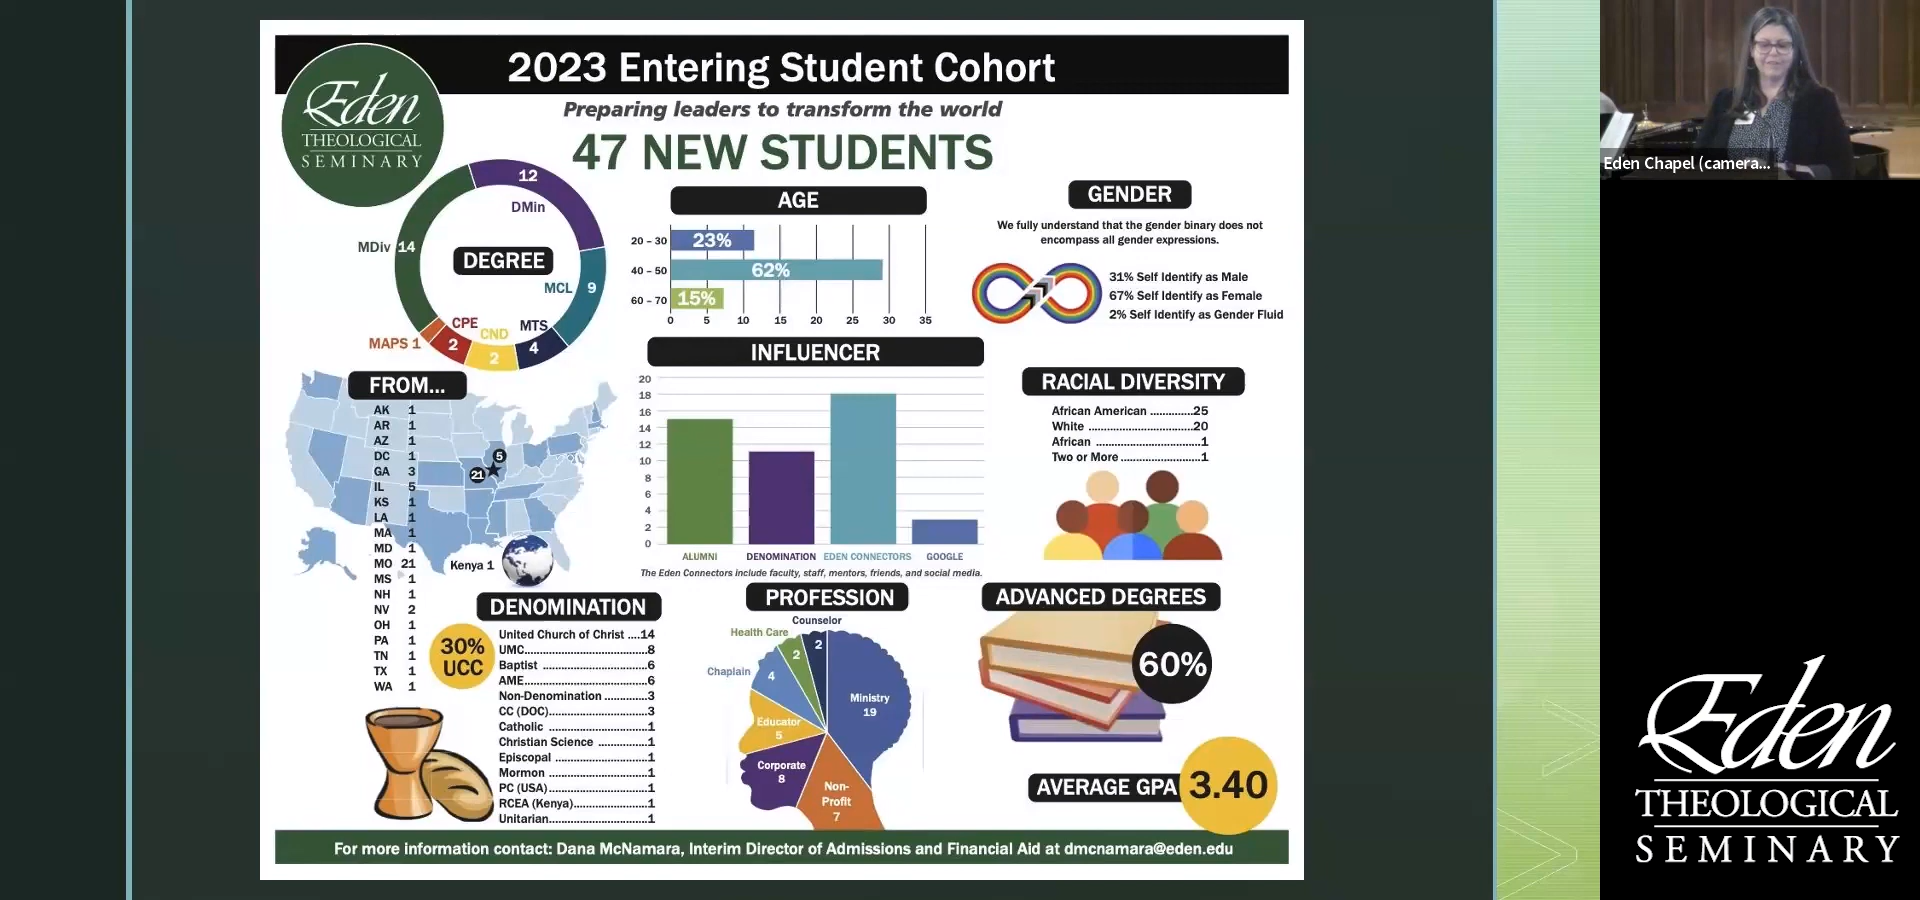 2023 Entering Student Cohort
Eden
THEOLOGICAL
SEMINARY
Preparing leaders to transform the world
47 NEW STUDENTS
DEGREE
12
DMin
MDiv 14
MCL 9
MTS
4
CND
2
CPE
2
MAPS 1
AGE
20 – 30 23%
40 – 50 62%
60 – 70 15%
0 5 10 15 20 25 30 35
GENDER
We fully understand that the gender binary does not
encompass all gender expressions.
31% Self Identify as Male
67% Self Identify as Female
2% Self Identify as Gender Fluid
FROM...
AK 1
AR 1
AZ 1
DC 1
GA 3
IL 5
KS 1
LA 1
MA 1
MD 1
MO 21
MS 1
NH 1
NV 2
OH 1
PA 1
TN 1
TX 1
WA 1
5
21
Kenya 1
INFLUENCER
20
18
16
14
12
10
8
6
4
2
0
ALUMNI DENOMINATION EDEN CONNECTORS GOOGLE
The Eden Connectors include faculty, staff, mentors, friends, and social media.
RACIAL DIVERSITY
African American ..............25
White ..................................20
African ................................1
Two or More .........................1
DENOMINATION
30%
UCC
United Church of Christ ....14
UMC....................................8
Baptist ...............................6
AME....................................6
Non-Denomination .............3
CC (DOC).............................3
Catholic ..............................1
Christian Science ...............1
Episcopal ...........................1
Mormon ..............................1
PC (USA).............................1
RCEA (Kenya)......................1
Unitarian.............................1
PROFESSION
Counselor
2
Health Care
2
Chaplain
4
Educator
5
Corporate
8
Non-
Profit
7
Ministry
19
ADVANCED DEGREES
60%
AVERAGE GPA 3.40
For more information contact: Dana McNamara, Interim Director of Admissions and Financial Aid at dmcnamara@eden.edu
Eden Chapel (camera...
Eden
THEOLOGICAL
SEMINARY